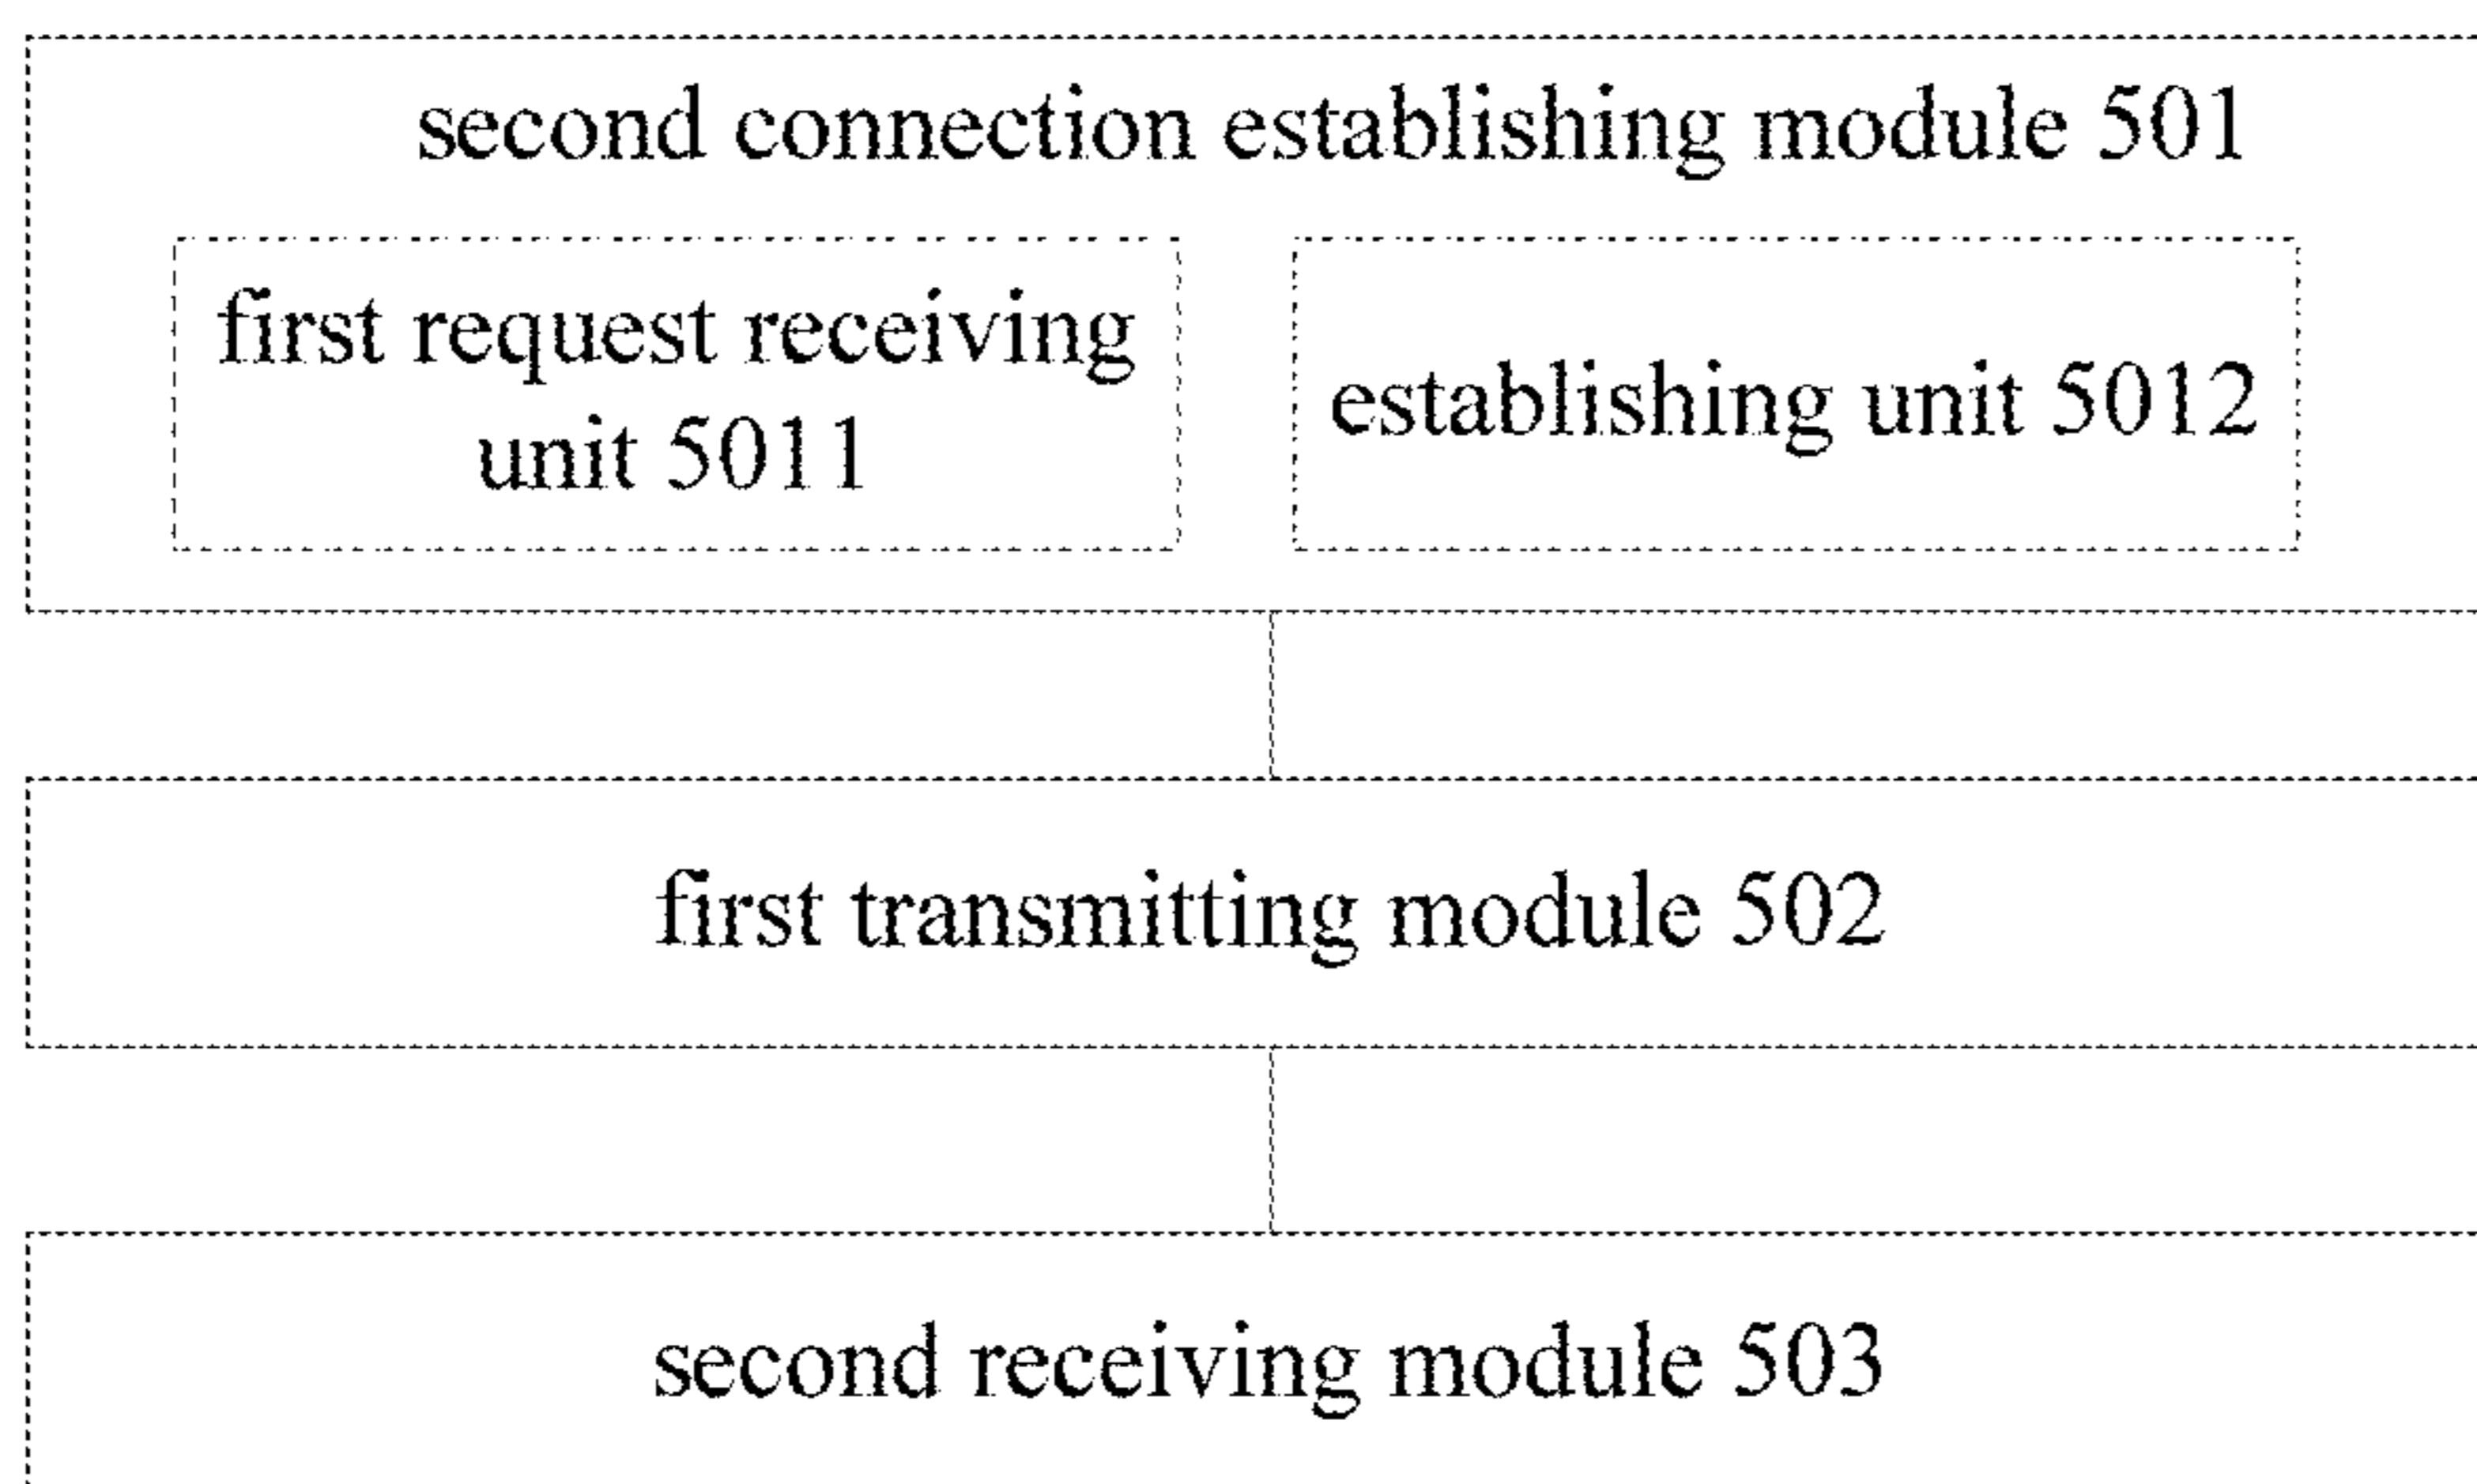 second connection establishing module 501
first request receiving
unit 5011
establishing unit 5012
first transmitting module 502
second receiving module 503